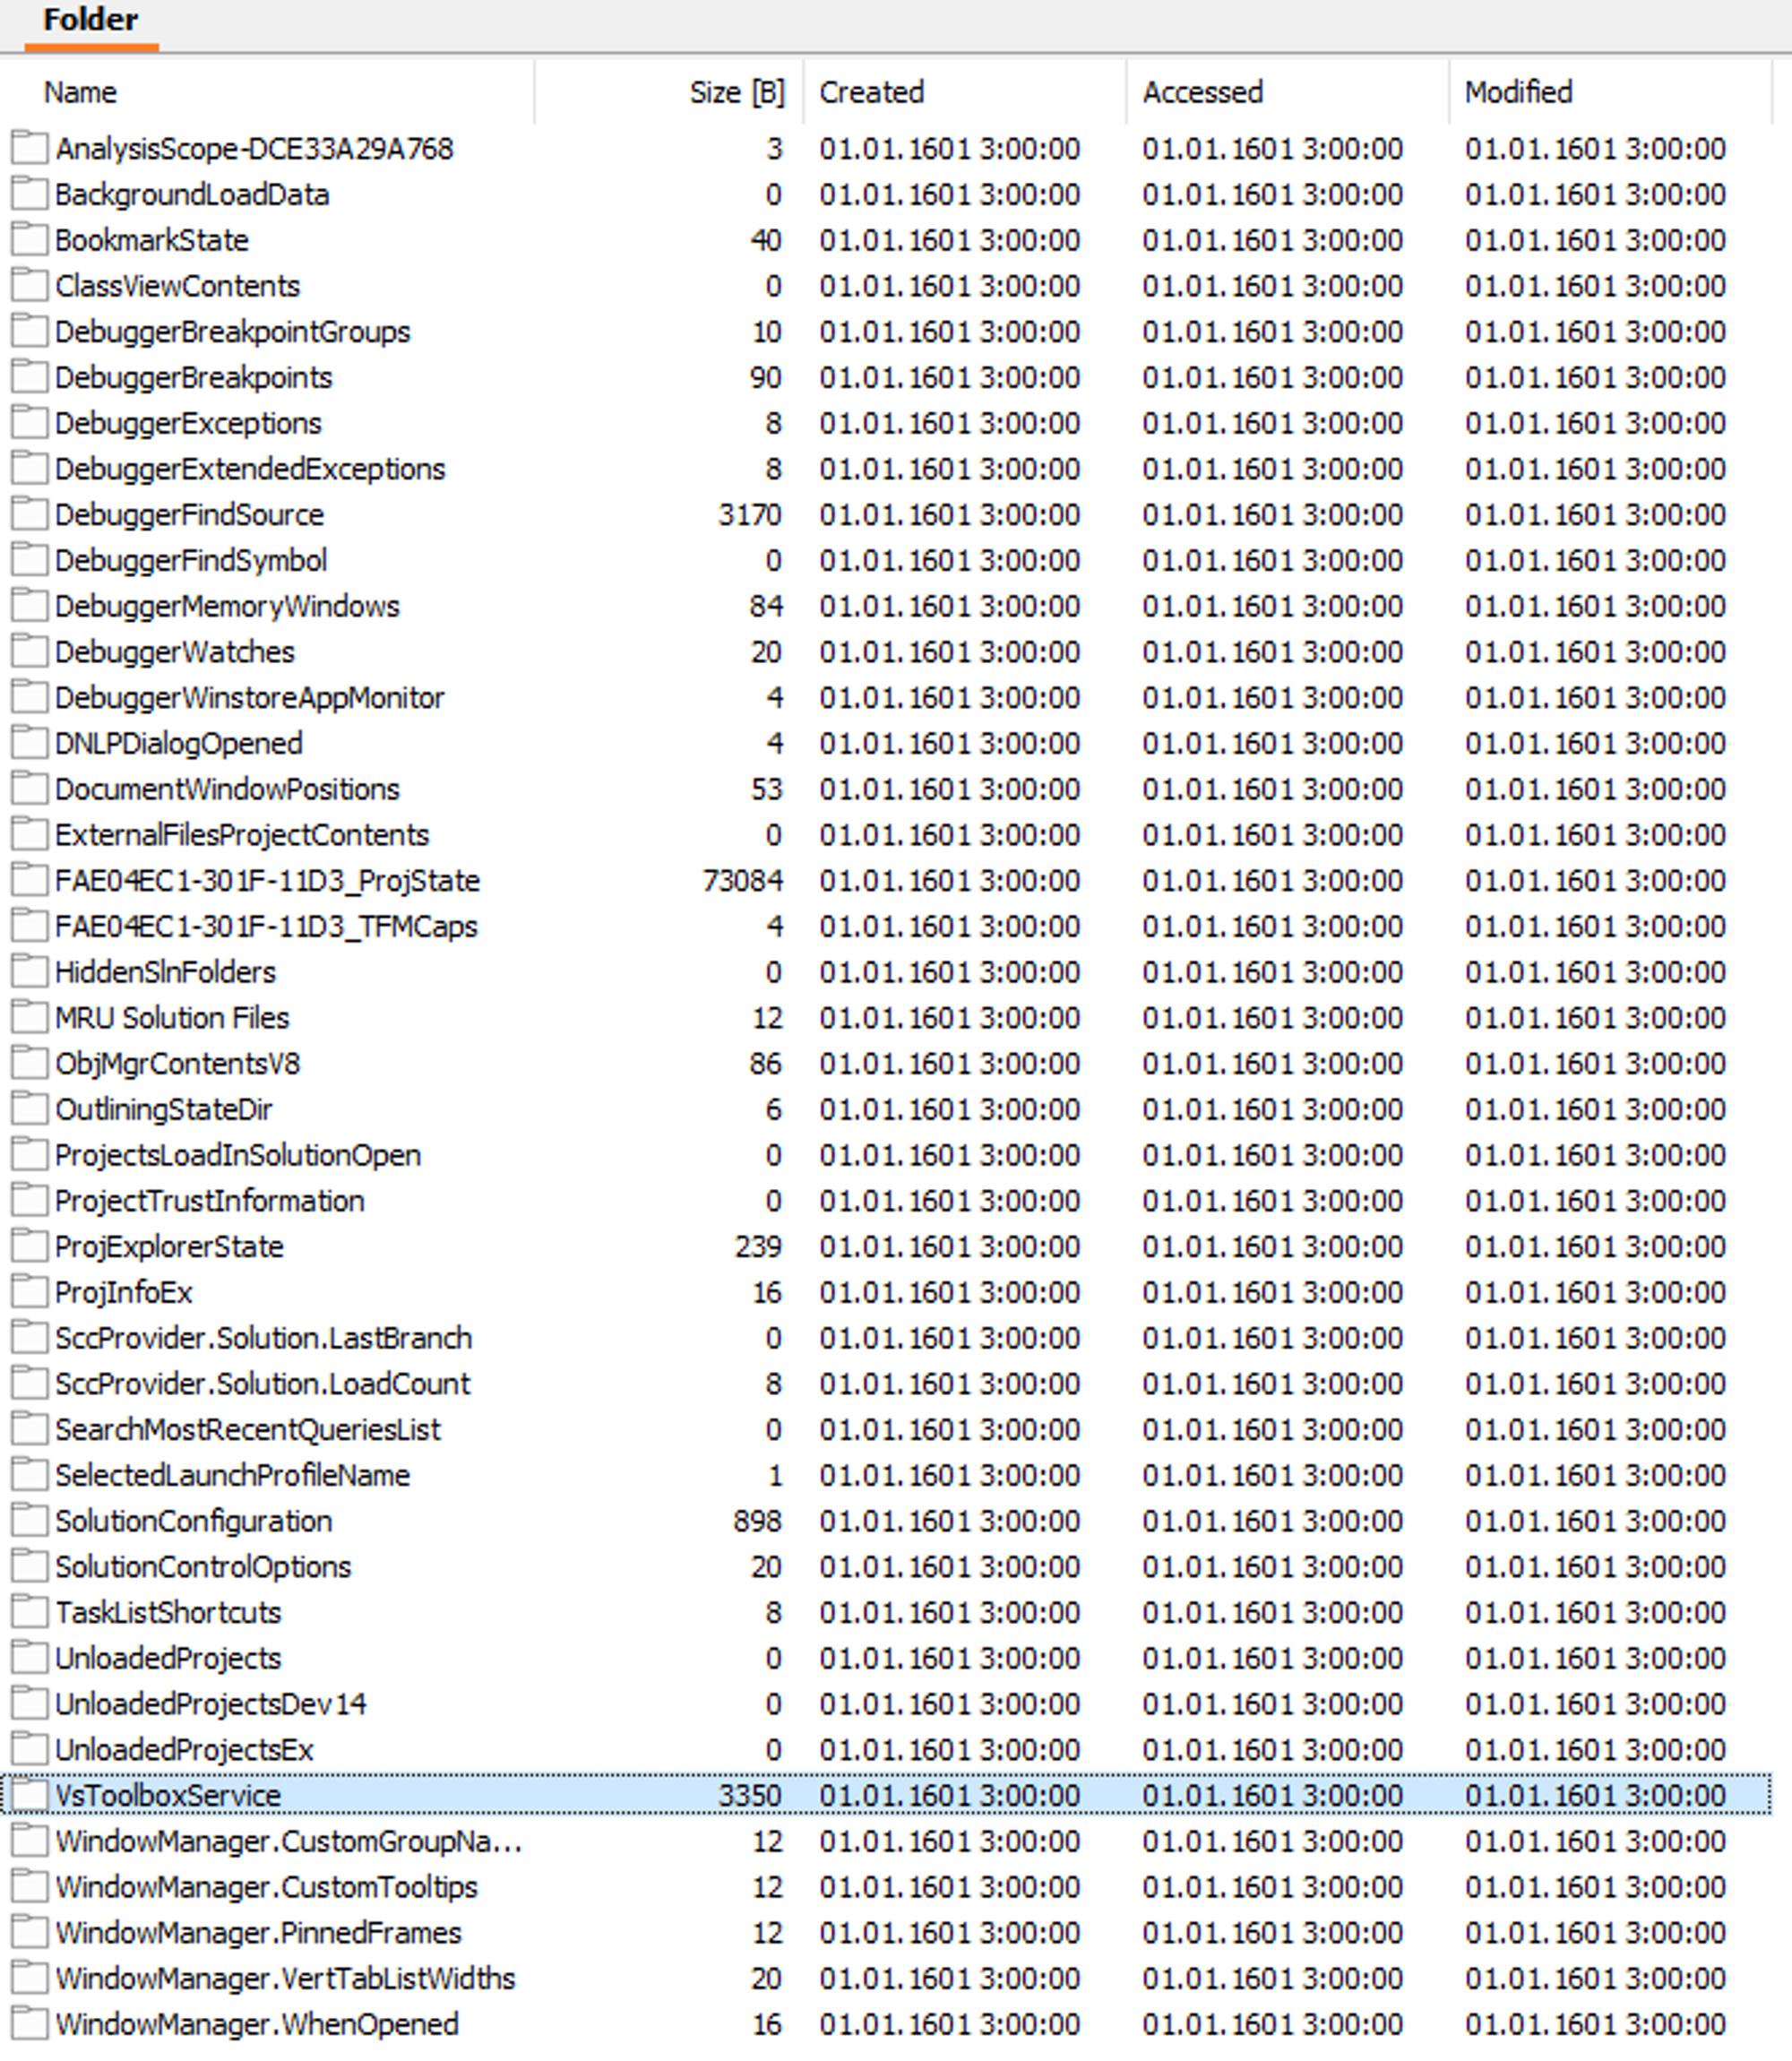 Folder
Name Size [B] Created Accessed Modified
AnalysisScope-DCE33A29A768 3 01.01.1601 3:00:00 01.01.1601 3:00:00 01.01.1601 3:00:00
BackgroundLoadData 0 01.01.1601 3:00:00 01.01.1601 3:00:00 01.01.1601 3:00:00
BookmarkState 40 01.01.1601 3:00:00 01.01.1601 3:00:00 01.01.1601 3:00:00
ClassViewContents 0 01.01.1601 3:00:00 01.01.1601 3:00:00 01.01.1601 3:00:00
DebuggerBreakpointGroups 10 01.01.1601 3:00:00 01.01.1601 3:00:00 01.01.1601 3:00:00
DebuggerBreakpoints 90 01.01.1601 3:00:00 01.01.1601 3:00:00 01.01.1601 3:00:00
DebuggerExceptions 8 01.01.1601 3:00:00 01.01.1601 3:00:00 01.01.1601 3:00:00
DebuggerExtendedExceptions 8 01.01.1601 3:00:00 01.01.1601 3:00:00 01.01.1601 3:00:00
DebuggerFindSource 3170 01.01.1601 3:00:00 01.01.1601 3:00:00 01.01.1601 3:00:00
DebuggerFindSymbol 0 01.01.1601 3:00:00 01.01.1601 3:00:00 01.01.1601 3:00:00
DebuggerMemoryWindows 84 01.01.1601 3:00:00 01.01.1601 3:00:00 01.01.1601 3:00:00
DebuggerWatches 20 01.01.1601 3:00:00 01.01.1601 3:00:00 01.01.1601 3:00:00
DebuggerWinstoreAppMonitor 4 01.01.1601 3:00:00 01.01.1601 3:00:00 01.01.1601 3:00:00
DNLPDialogOpened 4 01.01.1601 3:00:00 01.01.1601 3:00:00 01.01.1601 3:00:00
DocumentWindowPositions 53 01.01.1601 3:00:00 01.01.1601 3:00:00 01.01.1601 3:00:00
ExternalFilesProjectContents 0 01.01.1601 3:00:00 01.01.1601 3:00:00 01.01.1601 3:00:00
FAE04EC1-301F-11D3_ProjState 73084 01.01.1601 3:00:00 01.01.1601 3:00:00 01.01.1601 3:00:00
FAE04EC1-301F-11D3_TFMCaps 4 01.01.1601 3:00:00 01.01.1601 3:00:00 01.01.1601 3:00:00
HiddenSlnFolders 0 01.01.1601 3:00:00 01.01.1601 3:00:00 01.01.1601 3:00:00
MRU Solution Files 12 01.01.1601 3:00:00 01.01.1601 3:00:00 01.01.1601 3:00:00
ObjMgrContentsV8 86 01.01.1601 3:00:00 01.01.1601 3:00:00 01.01.1601 3:00:00
OutliningStateDir 6 01.01.1601 3:00:00 01.01.1601 3:00:00 01.01.1601 3:00:00
ProjectsLoadInSolutionOpen 0 01.01.1601 3:00:00 01.01.1601 3:00:00 01.01.1601 3:00:00
ProjectTrustInformation 0 01.01.1601 3:00:00 01.01.1601 3:00:00 01.01.1601 3:00:00
ProjExplorerState 239 01.01.1601 3:00:00 01.01.1601 3:00:00 01.01.1601 3:00:00
ProjInfoEx 16 01.01.1601 3:00:00 01.01.1601 3:00:00 01.01.1601 3:00:00
SccProvider.Solution.LastBranch 0 01.01.1601 3:00:00 01.01.1601 3:00:00 01.01.1601 3:00:00
SccProvider.Solution.LoadCount 8 01.01.1601 3:00:00 01.01.1601 3:00:00 01.01.1601 3:00:00
SearchMostRecentQueriesList 0 01.01.1601 3:00:00 01.01.1601 3:00:00 01.01.1601 3:00:00
SelectedLaunchProfileName 1 01.01.1601 3:00:00 01.01.1601 3:00:00 01.01.1601 3:00:00
SolutionConfiguration 898 01.01.1601 3:00:00 01.01.1601 3:00:00 01.01.1601 3:00:00
SolutionControlOptions 20 01.01.1601 3:00:00 01.01.1601 3:00:00 01.01.1601 3:00:00
TaskListShortcuts 8 01.01.1601 3:00:00 01.01.1601 3:00:00 01.01.1601 3:00:00
UnloadedProjects 0 01.01.1601 3:00:00 01.01.1601 3:00:00 01.01.1601 3:00:00
UnloadedProjectsDev14 0 01.01.1601 3:00:00 01.01.1601 3:00:00 01.01.1601 3:00:00
UnloadedProjectsEx 0 01.01.1601 3:00:00 01.01.1601 3:00:00 01.01.1601 3:00:00
VsToolboxService 3350 01.01.1601 3:00:00 01.01.1601 3:00:00 01.01.1601 3:00:00
WindowManager.CustomGroupNa... 12 01.01.1601 3:00:00 01.01.1601 3:00:00 01.01.1601 3:00:00
WindowManager.CustomTooltips 12 01.01.1601 3:00:00 01.01.1601 3:00:00 01.01.1601 3:00:00
WindowManager.PinnedFrames 12 01.01.1601 3:00:00 01.01.1601 3:00:00 01.01.1601 3:00:00
WindowManager.VertTabListWidths 20 01.01.1601 3:00:00 01.01.1601 3:00:00 01.01.1601 3:00:00
WindowManager.WhenOpened 16 01.01.1601 3:00:00 01.01.1601 3:00:00 01.01.1601 3:00:00